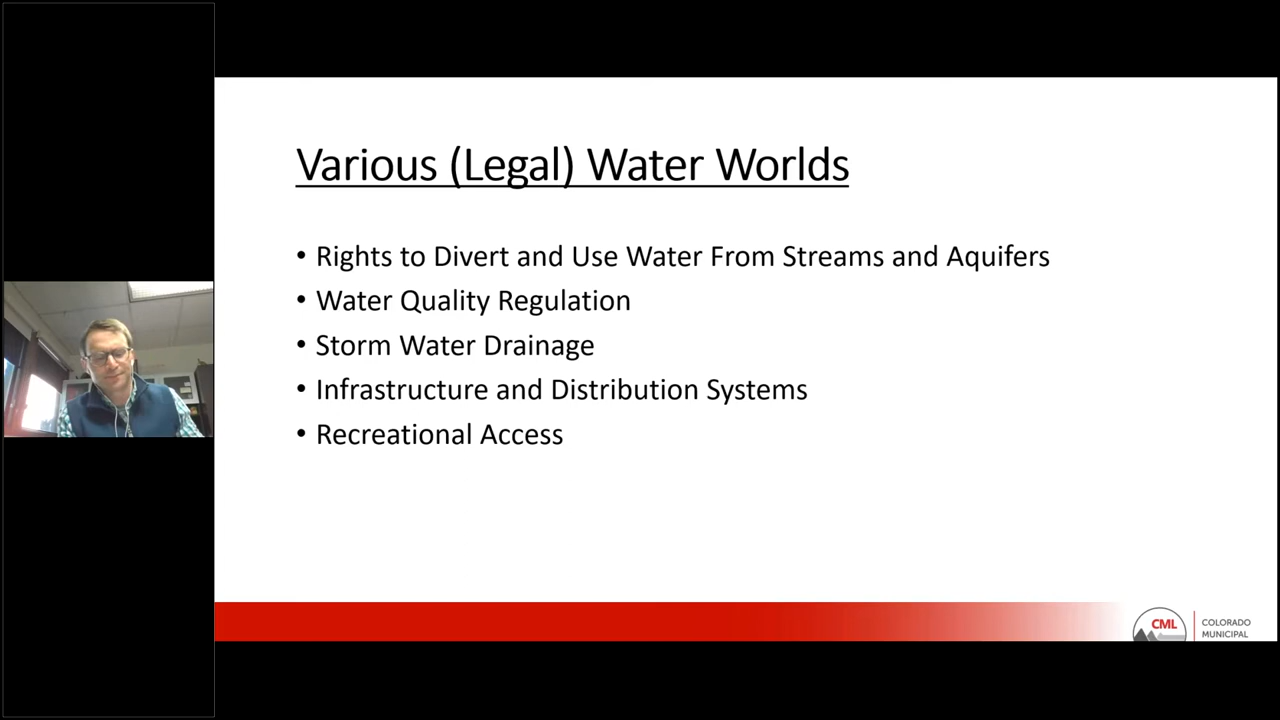 Various (Legal) Water Worlds
• Rights to Divert and Use Water From Streams and Aquifers
• Water Quality Regulation
• Storm Water Drainage
• Infrastructure and Distribution Systems
• Recreational Access
CML
COLORADO
MUNICIPAL